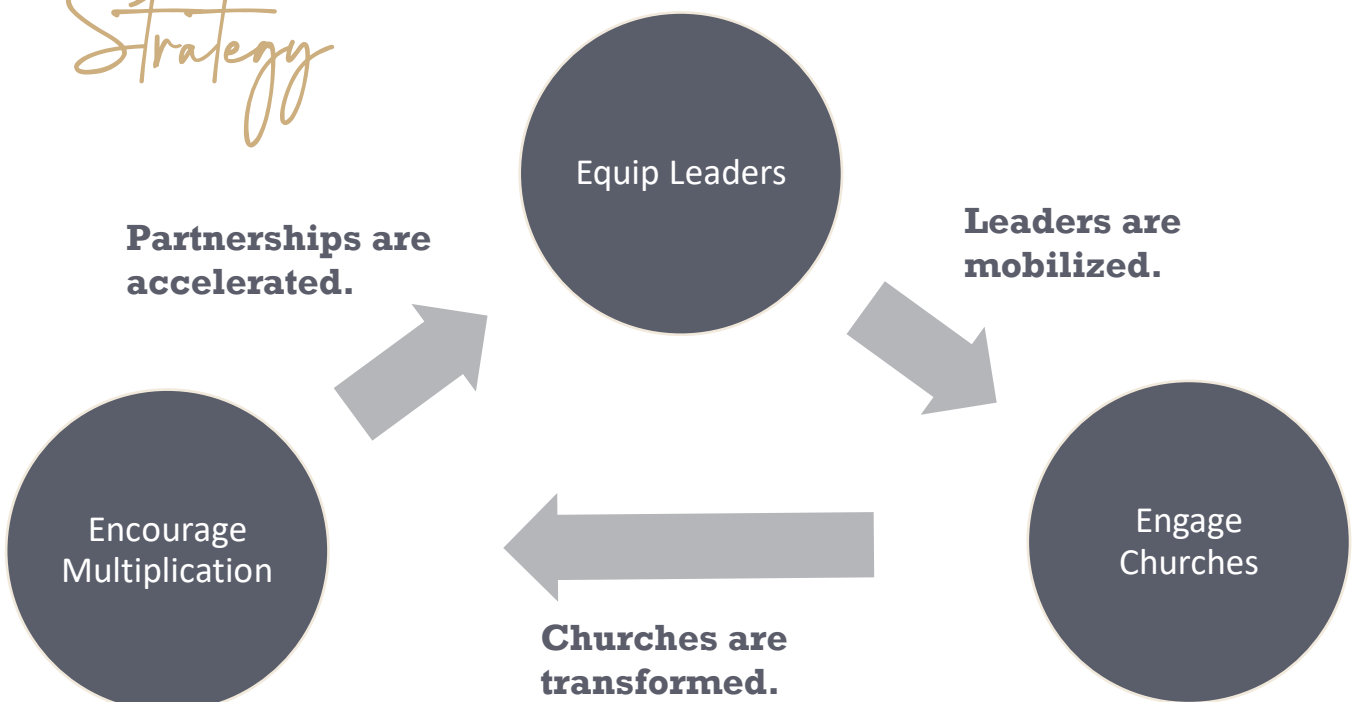 Strategy
Equip Leaders
Partnerships are
accelerated.
Leaders are
mobilized.
Encourage
Multiplication
Engage
Churches
Churches are
transformed.